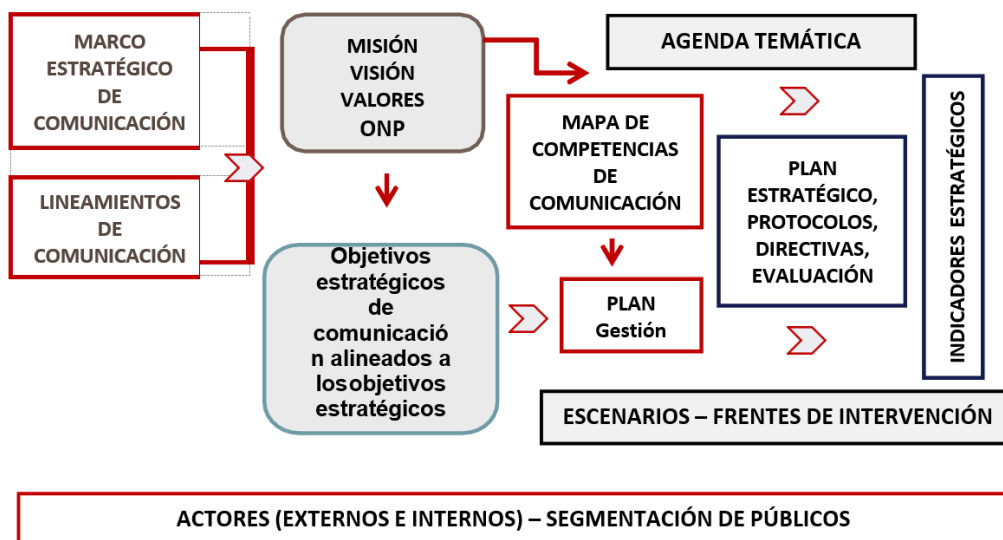 MARCO
ESTRATÉGICO
DE
COMUNICACIÓN
LINEAMIENTOS
DE
COMUNICACIÓN
MISIÓN
VISIÓN
VALORES
ONP
Objetivos
estratégicos
de
comunicació
n alineados a
los objetivos
estratégicos
AGENDA TEMÁTICA
MAPA DE
COMPETENCIAS
DE
COMUNICACIÓN
PLAN
Gestión
PLAN
ESTRATÉGICO,
PROTOCOLOS,
DIRECTIVAS,
EVALUACIÓN
INDICADORES ESTRATÉGICOS
ESCENARIOS – FRENTES DE INTERVENCIÓN
ACTORES (EXTERNOS E INTERNOS) – SEGMENTACIÓN DE PÚBLICOS